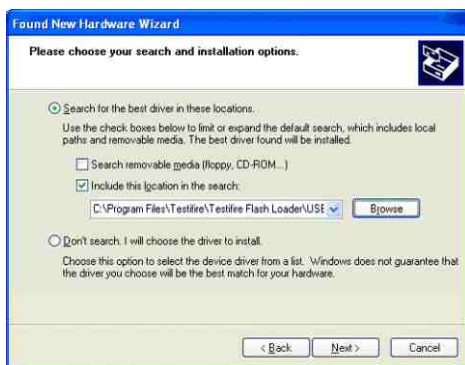 Found New Hardware Wizard
Please choose your search and installation options.
Search for the best driver in these locations.
Use the check boxes below to limit or expand the default search, which includes local
paths and removable media. The best driver found will be installed.
Search removable media (floppy, CD-ROM...)
Include this location in the search:
C:\Program Files\Testifire\Testifire Flash Loader\USE
Browse
Don't search. I will choose the driver to install.
Choose this option to select the device driver from a list. Windows does not guarantee that
the driver you choose will be the best match for your hardware.
< Back Next > Cancel